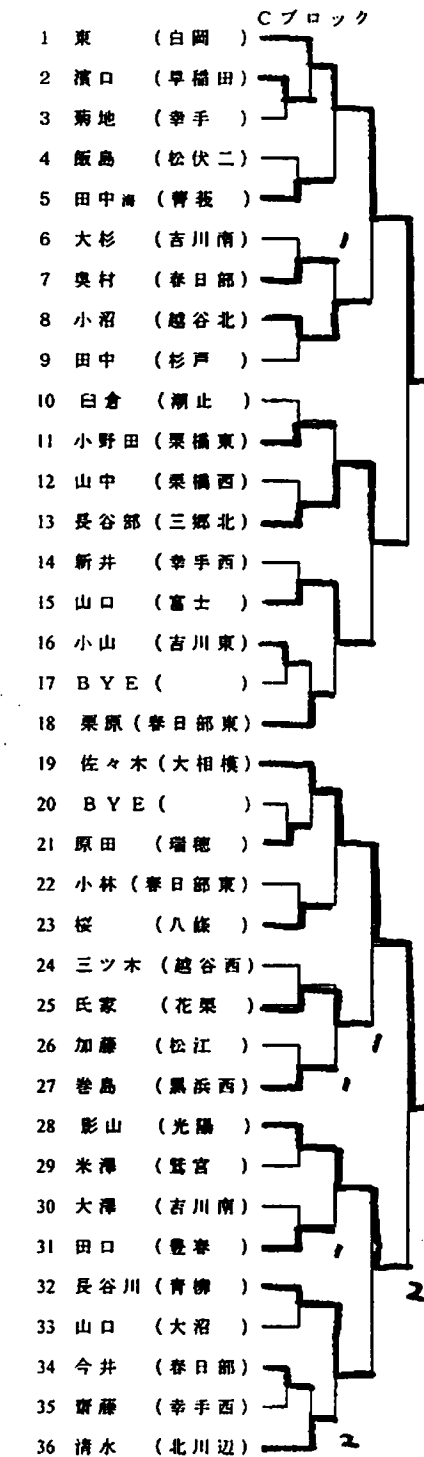 Cブロック
1 東 (白岡)
2 濱口 (早稲田)
3 菊地 (幸手)
4 飯島 (松伏二)
5 田中海 (菁莪)
6 大杉 (吉川南)
1
7 奥村 (春日部)
8 小沼 (越谷北)
9 田中 (杉戸)
10 臼倉 (潮止)
11 小野田 (栗橋東)
12 山中 (栗橋西)
13 長谷部 (三郷北)
14 新井 (幸手西)
15 山口 (富士)
16 小山 (吉川東)
17 BYE ( )
18 栗原 (春日部東)
19 佐々木 (大相模)
20 BYE ( )
21 原田 (瑞穂)
22 小林 (春日部東)
23 桜 (八條)
24 三ツ木 (越谷西)
25 氏家 (花栗)
26 加藤 (松江)
1
27 巻島 (黒浜西)
1
28 影山 (光陽)
29 米澤 (鷲宮)
30 大澤 (吉川南)
31 田口 (豊春)
1
32 長谷川 (青柳)
2
33 山口 (大沼)
34 今井 (春日部)
35 齋藤 (幸手西)
36 清水 (北川辺)
2